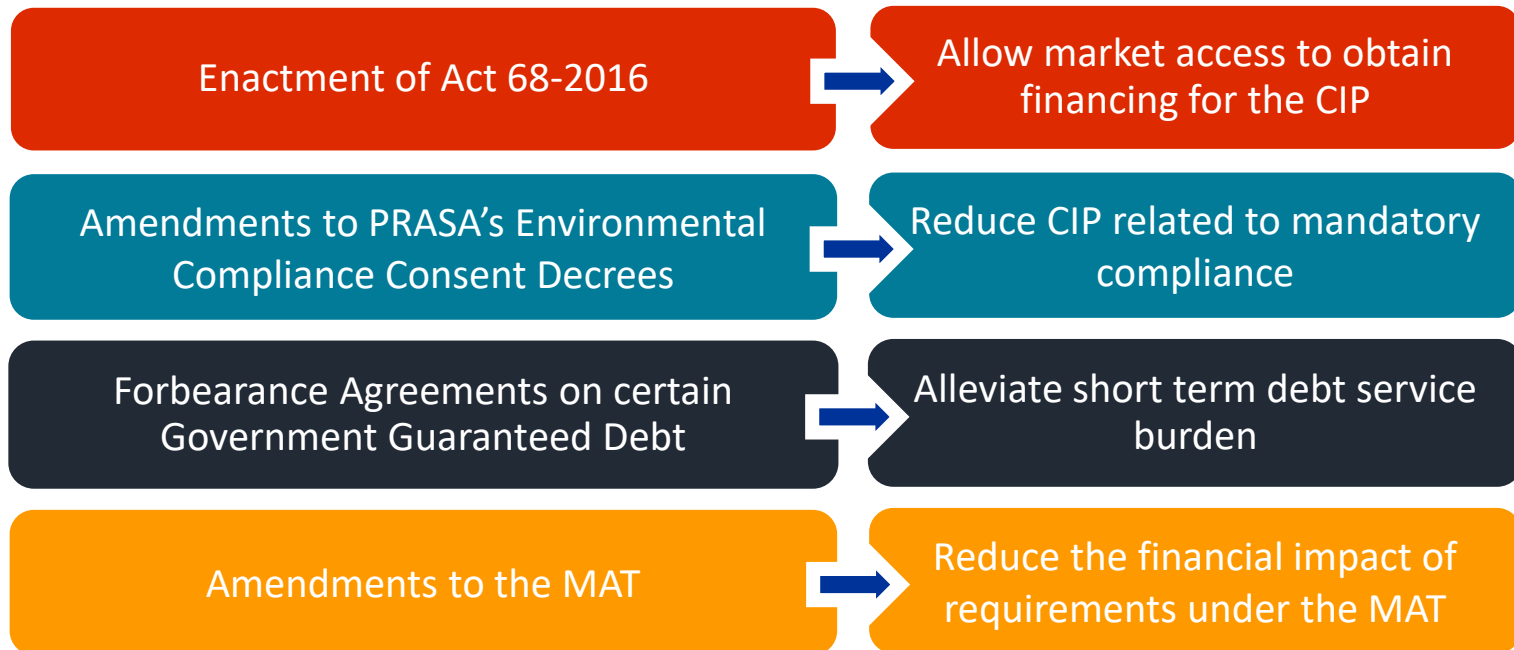 Enactment of Act 68-2016
Allow market access to obtain
financing for the CIP
Amendments to PRASA’s Environmental
Compliance Consent Decrees
Reduce CIP related to mandatory
compliance
Forbearance Agreements on certain
Government Guaranteed Debt
Alleviate short term debt service
burden
Amendments to the MAT
Reduce the financial impact of
requirements under the MAT